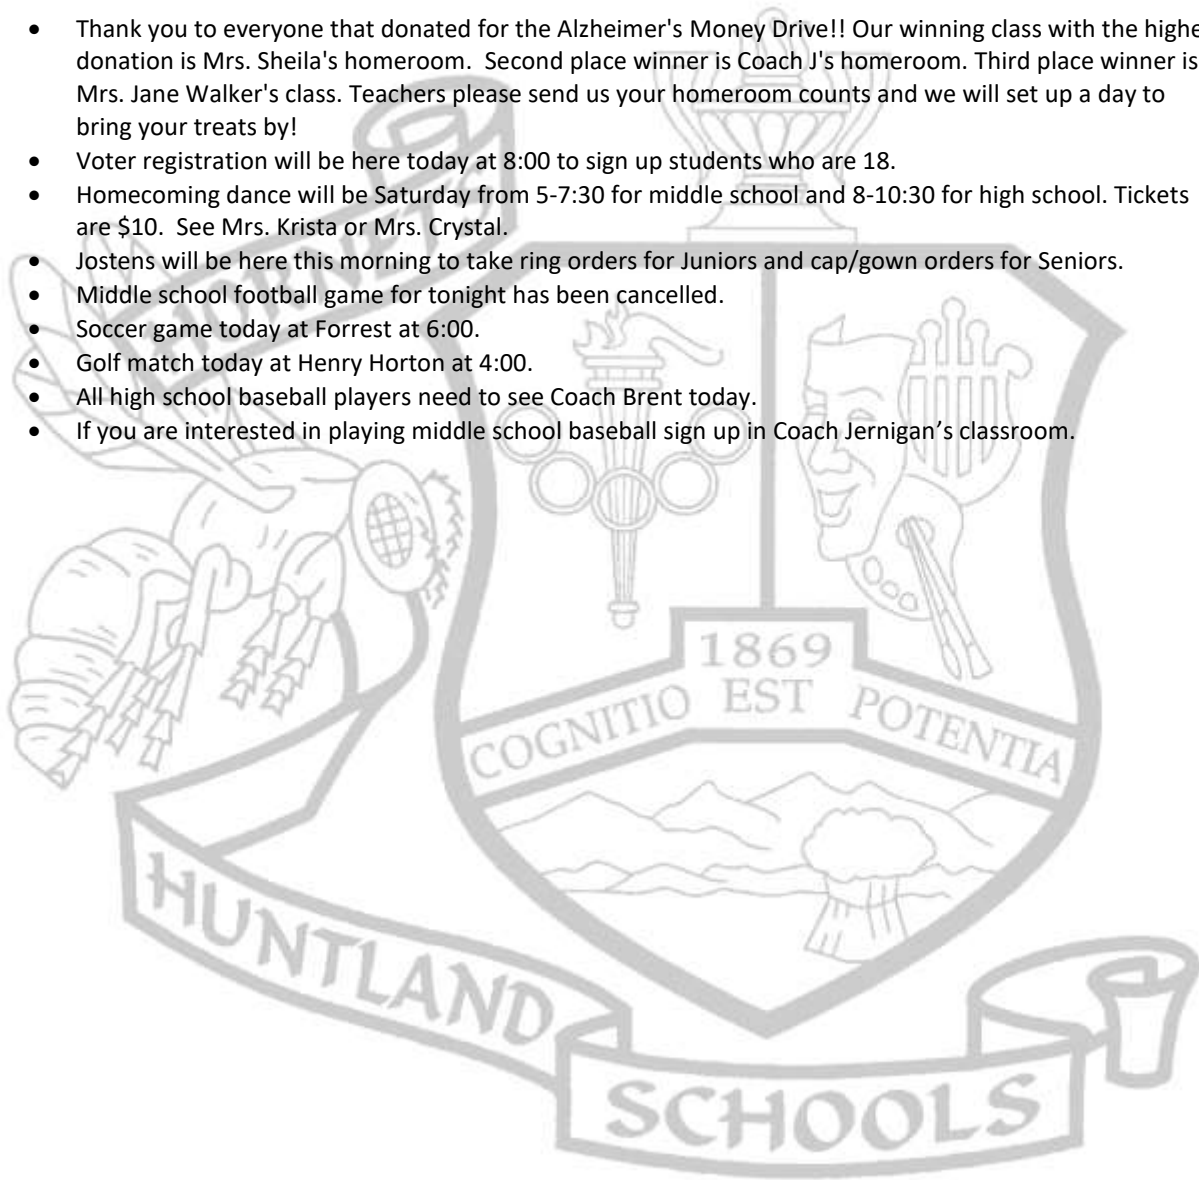 • Thank you to everyone that donated for the Alzheimer's Money Drive!! Our winning class with the highe
donation is Mrs. Sheila's homeroom.  Second place winner is Coach J's homeroom. Third place winner is
Mrs. Jane Walker's class. Teachers please send us your homeroom counts and we will set up a day to
bring your treats by!
• Voter registration will be here today at 8:00 to sign up students who are 18.
• Homecoming dance will be Saturday from 5-7:30 for middle school and 8-10:30 for high school. Tickets
are $10.  See Mrs. Krista or Mrs. Crystal.
• Jostens will be here this morning to take ring orders for Juniors and cap/gown orders for Seniors.
• Middle school football game for tonight has been cancelled.
• Soccer game today at Forrest at 6:00.
• Golf match today at Henry Horton at 4:00.
• All high school baseball players need to see Coach Brent today.
• If you are interested in playing middle school baseball sign up in Coach Jernigan’s classroom.
HORNETS
1869
COGNITIO EST POTENTIA
HUNTLAND
SCHOOLS